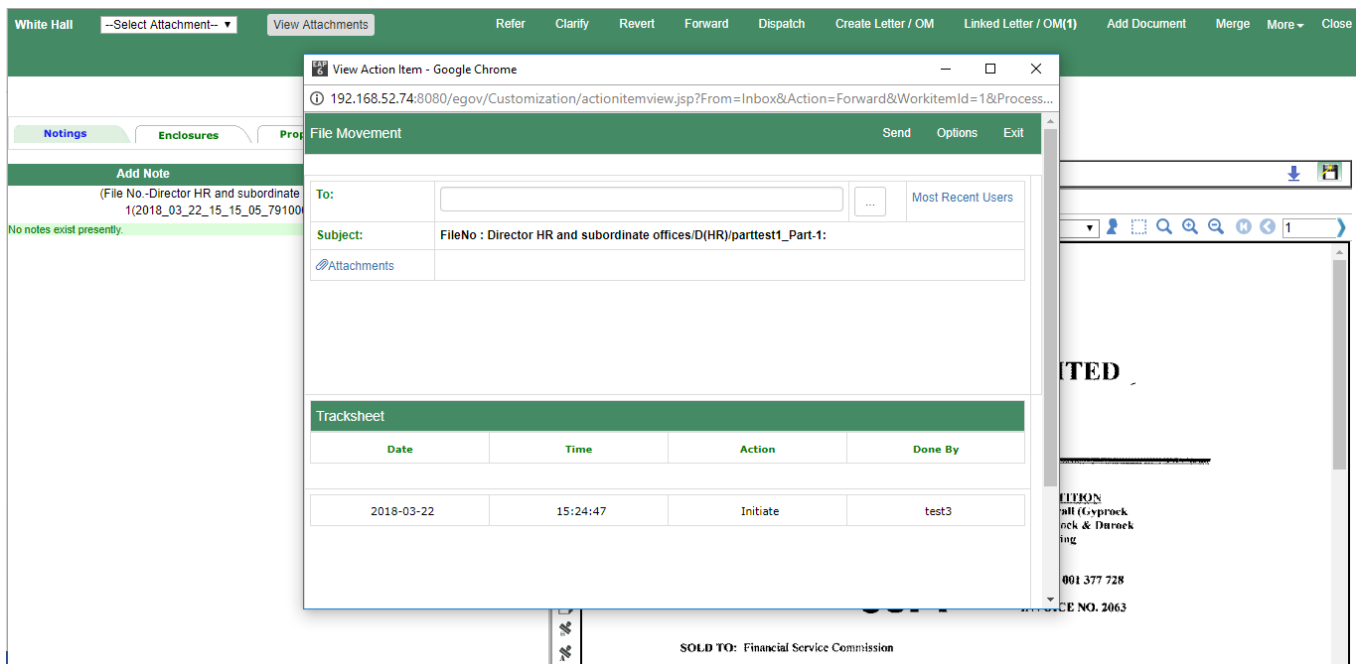 White Hall --Select Attachment-- View Attachments Refer Clarify Revert Forward Dispatch Create Letter / OM Linked Letter / OM(1) Add Document Merge More Close
View Action Item - Google Chrome
192.168.52.74:8080/egov/Customization/actionitemview.jsp?From=Inbox&Action=Forward&WorkitemId=1&Process...
Notings Enclosures Prop
File Movement Send Options Exit
Add Note
(File No.-Director HR and subordinate
1(2018_03_22_15_15_05_79100
No notes exist presently.
To: ... Most Recent Users
Subject: FileNo : Director HR and subordinate offices/D(HR)/parttest1_Part-1:
Attachments
1
Tracksheet
Date Time Action Done By
2018-03-22 15:24:47 Initiate test3
ITED
TITION
all (Gyprock
ock & Durock
ing
001 377 728
CE NO. 2063
SOLD TO: Financial Service Commission